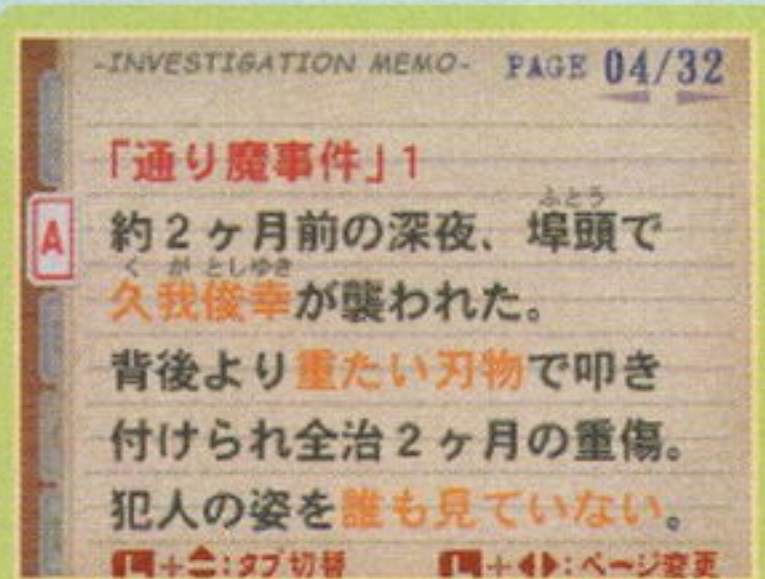 -INVESTIGATION MEMO- PAGE 04/32
「通り魔事件」1
A
約2ヶ月前の深夜、埠頭で
ふとう
久我俊幸が襲われた。
くがとしゆき
背後より重たい刃物で叩き
付けられ全治2ヶ月の重傷。
犯人の姿を誰も見ていない。
L+:タブ切替 L+:ページ変更